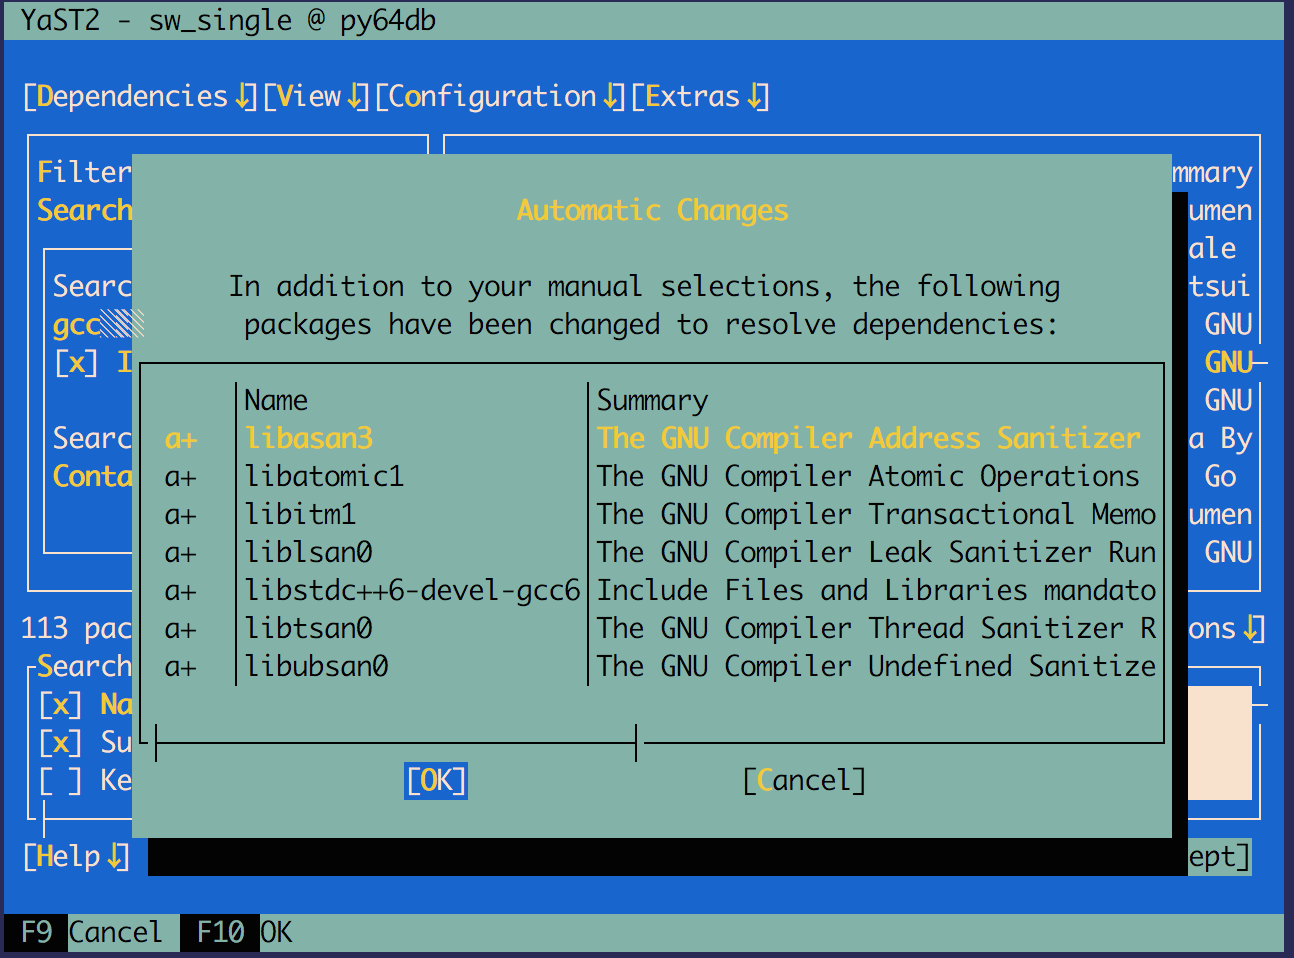 YaST2 - sw_single @ py64db
[Dependencies↓][View↓][Configuration↓][Extras↓]
Filter
mmary
Search
umen
Automatic Changes
ale
Searc
In addition to your manual selections, the following
tsui
gcc
packages have been changed to resolve dependencies:
GNU
[x] I
GNU
Name Summary
GNU
Searc
a+ libasan3 The GNU Compiler Address Sanitizer
a By
Conta
a+ libatomic1 The GNU Compiler Atomic Operations
Go
a+ libitm1 The GNU Compiler Transactional Memo
umen
a+ liblsan0 The GNU Compiler Leak Sanitizer Run
GNU
a+ libstdc++6-devel-gcc6 Include Files and Libraries mandato
113 pac
a+ libtsan0 The GNU Compiler Thread Sanitizer R
ons↓]
Search
a+ libubsan0 The GNU Compiler Undefined Sanitize
[x] Na
[x] Su
[ ] Ke
[OK] [Cancel]
[Help↓]
ept]
F9 Cancel F10 OK